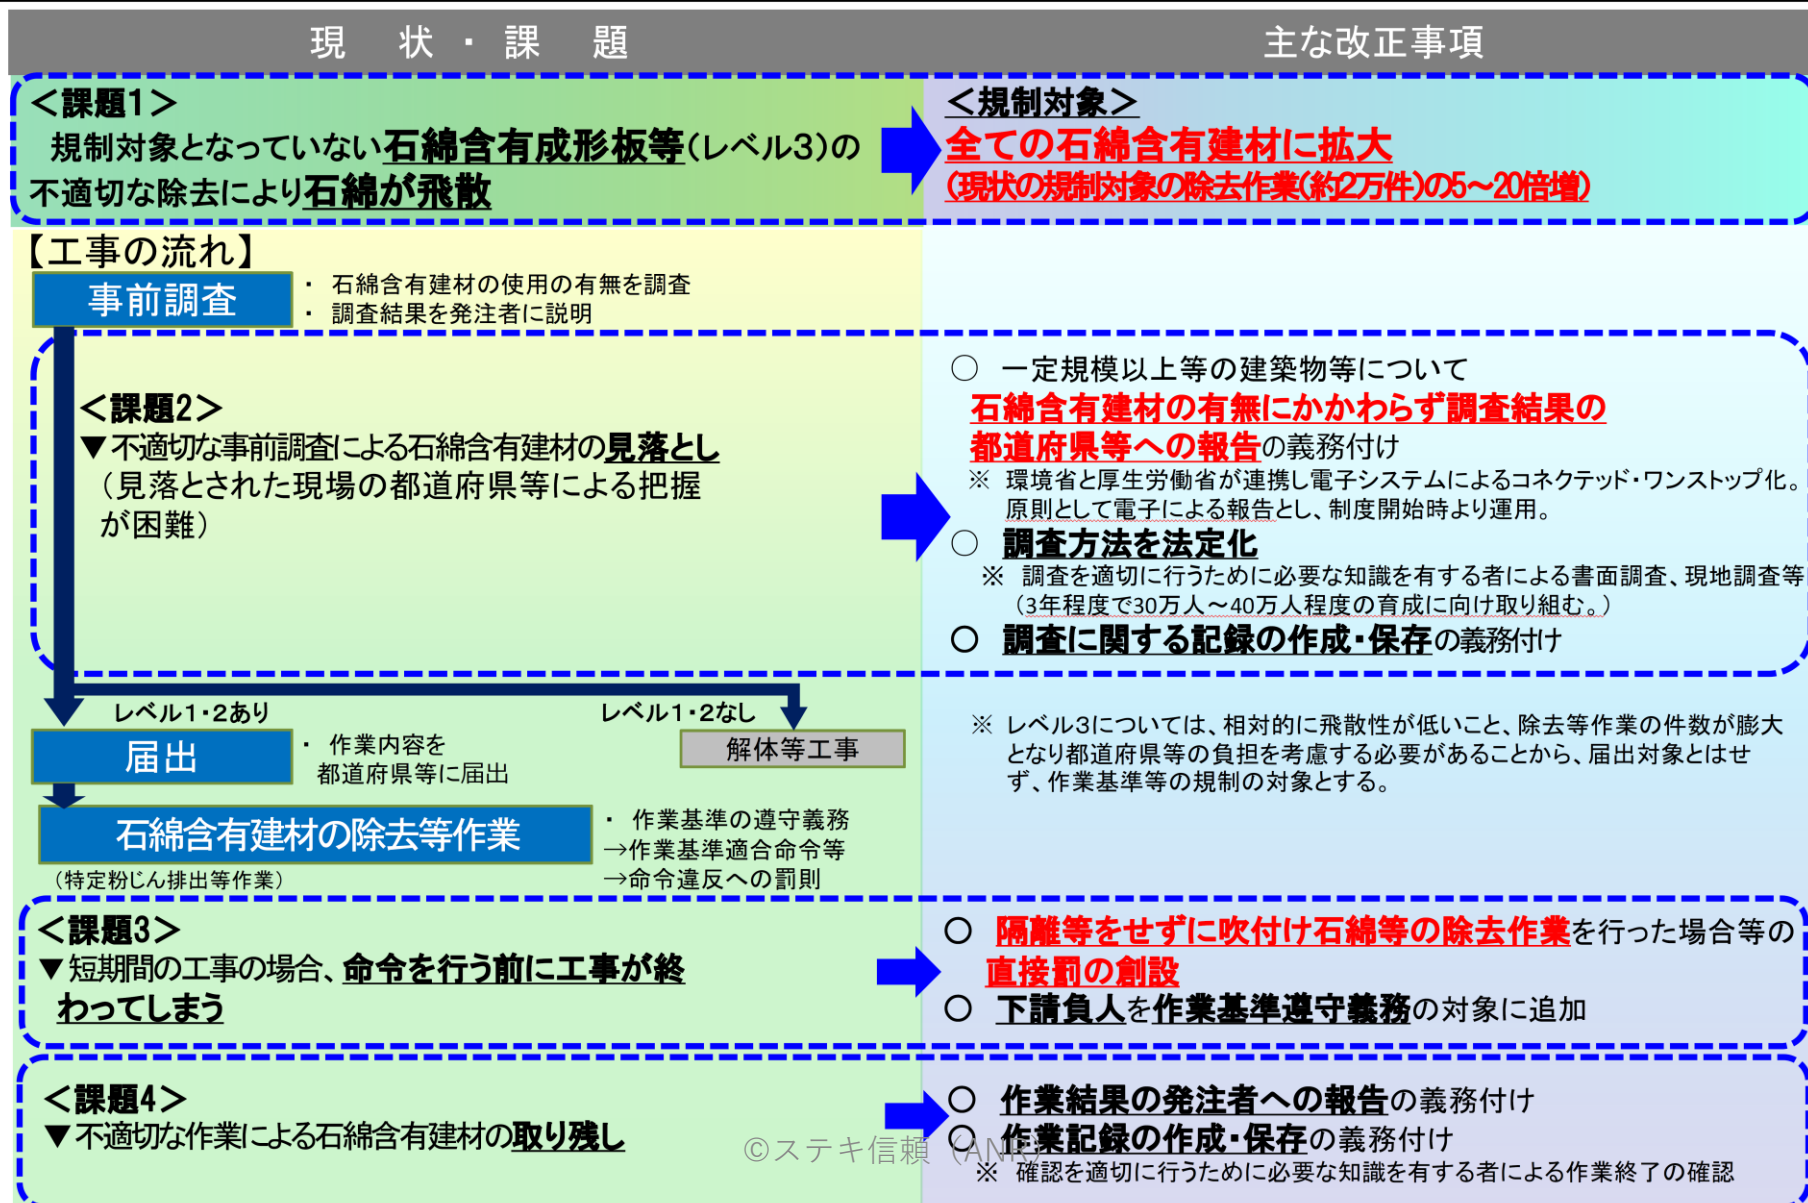 現 状・課 題
主な改正事項
＜課題1＞
規制対象となっていない石綿含有成形板等(レベル3)の
不適切な除去により石綿が飛散
＜規制対象＞
全ての石綿含有建材に拡大
(現状の規制対象の除去作業(約2万件)の5～20倍増)
【工事の流れ】
事前調査
・ 石綿含有建材の使用の有無を調査
・ 調査結果を発注者に説明
＜課題2＞
▼不適切な事前調査による石綿含有建材の見落とし
（見落とされた現場の都道府県等による把握
が困難）
○ 一定規模以上等の建築物等について
石綿含有建材の有無にかかわらず調査結果の
都道府県等への報告の義務付け
※ 環境省と厚生労働省が連携し電子システムによるコネクテッド・ワンストップ化。
原則として電子による報告とし、制度開始時より運用。
○ 調査方法を法定化
※ 調査を適切に行うために必要な知識を有する者による書面調査、現地調査等
（3年程度で30万人～40万人程度の育成に向け取り組む。）
○ 調査に関する記録の作成・保存の義務付け
レベル1・2あり
レベル1・2なし
届出
・ 作業内容を
都道府県等に届出
解体等工事
※ レベル3については、相対的に飛散性が低いこと、除去等作業の件数が膨大
となり都道府県等の負担を考慮する必要があることから、届出対象とはせ
ず、作業基準等の規制の対象とする。
石綿含有建材の除去等作業
（特定粉じん排出等作業）
・ 作業基準の遵守義務
→作業基準適合命令等
→命令違反への罰則
＜課題3＞
▼短期間の工事の場合、命令を行う前に工事が終
わってしまう
○ 隔離等をせずに吹付け石綿等の除去作業を行った場合等の
直接罰の創設
○ 下請負人を作業基準遵守義務の対象に追加
＜課題4＞
▼不適切な作業による石綿含有建材の取り残し
○ 作業結果の発注者への報告の義務付け
○ 作業記録の作成・保存の義務付け
※ 確認を適切に行うために必要な知識を有する者による作業終了の確認
©ステキ信頼（ANR）